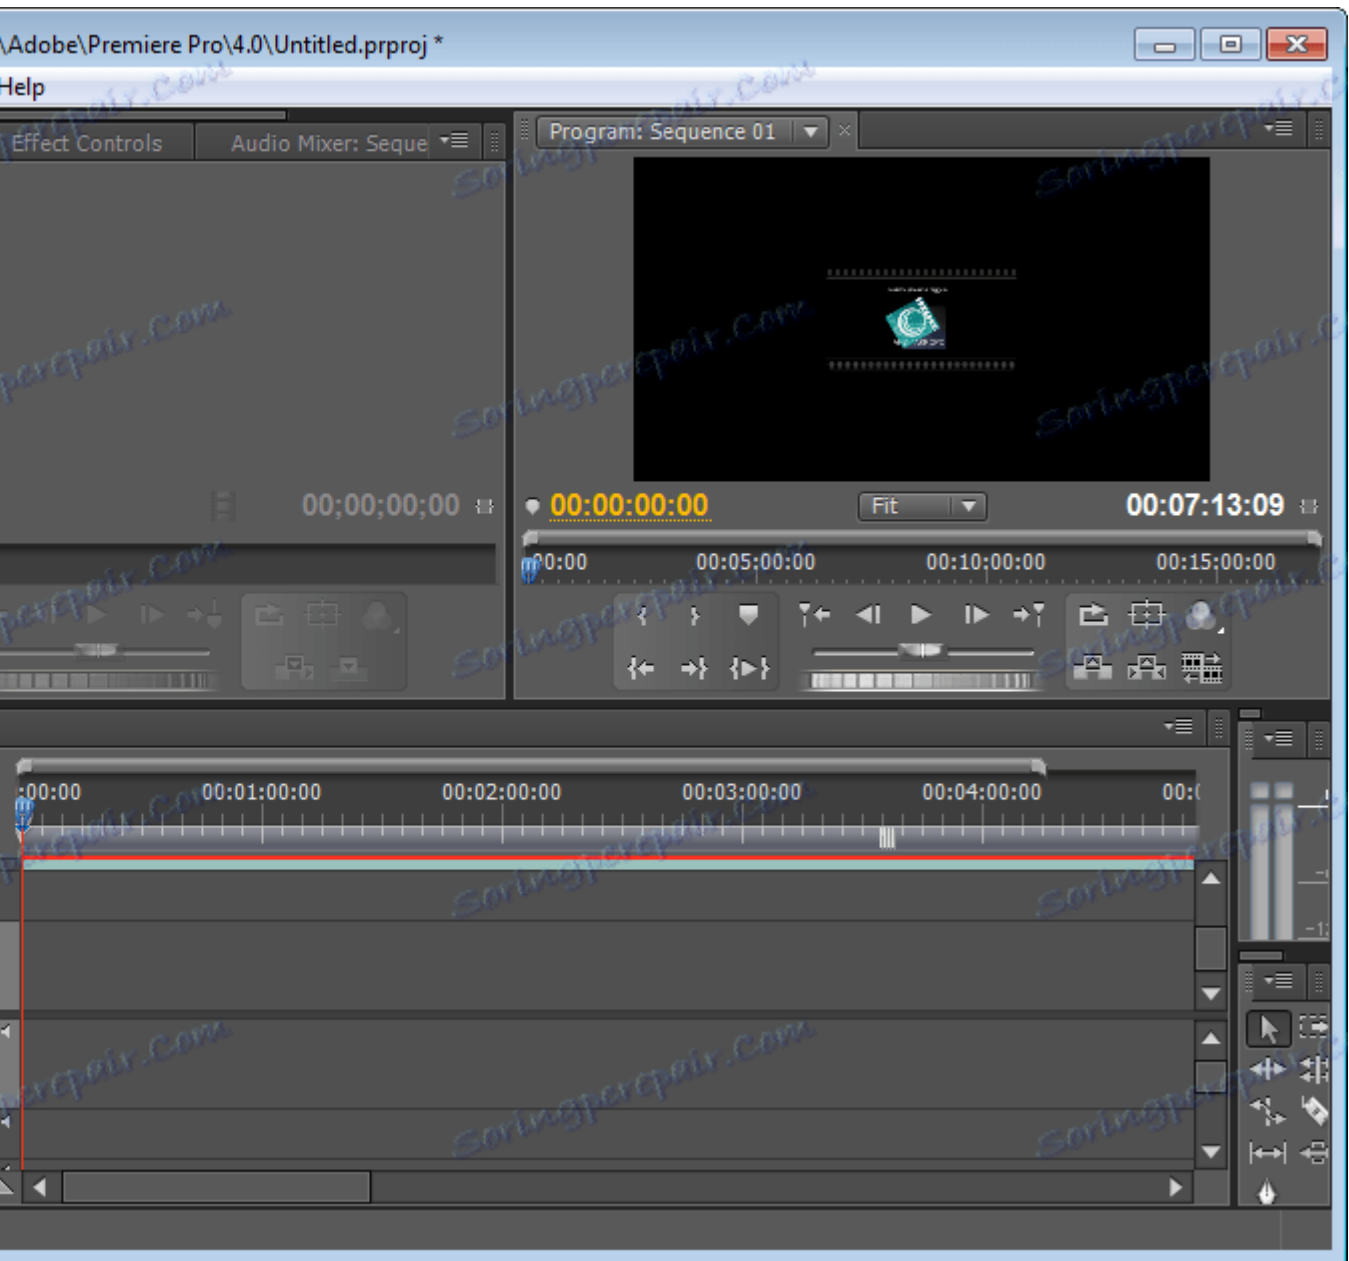 \Adobe\Premiere Pro\4.0\Untitled.prproj *
Help
Effect Controls
Audio Mixer: Seque
Program: Sequence 01
00;00;00;00
00:00:00:00
Fit
00:07:13:09
00:00
00:05:00:00
00:10:00:00
00:15:00:00
:00:00
00:01:00:00
00:02:00:00
00:03:00:00
00:04:00:00
00:
soringpcrepair.com